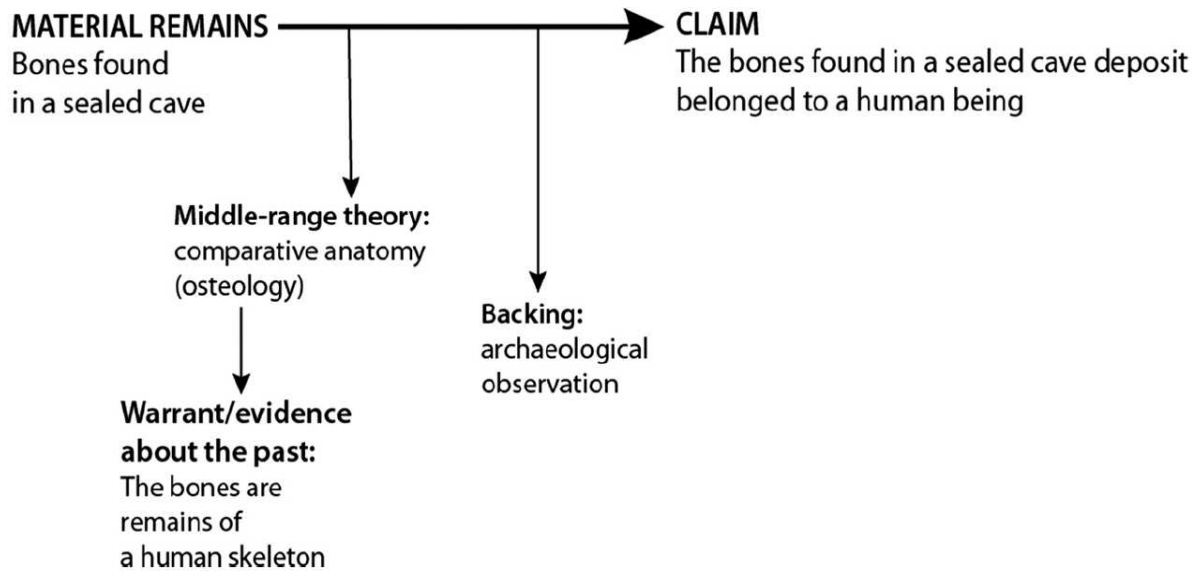 MATERIAL REMAINS
Bones found
in a sealed cave
CLAIM
The bones found in a sealed cave deposit
belonged to a human being
Middle-range theory:
comparative anatomy
(osteology)
Backing:
archaeological
observation
Warrant/evidence
about the past:
The bones are
remains of
a human skeleton